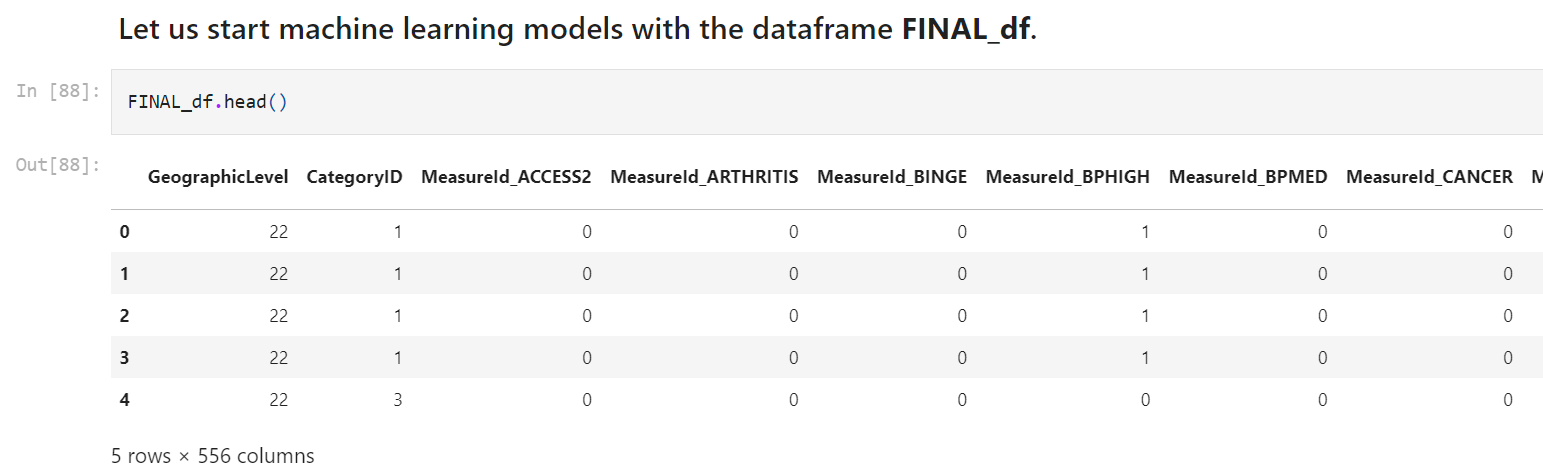 Let us start machine learning models with the dataframe FINAL_df.
In [88]:
FINAL_df.head()
Out[88]:
GeographicLevel CategoryID MeasureId_ACCESS2 MeasureId_ARTHRITIS MeasureId_BINGE MeasureId_BPHIGH MeasureId_BPMED MeasureId_CANCER M
0 22 1 0 0 0 1 0 0
1 22 1 0 0 0 1 0 0
2 22 1 0 0 0 1 0 0
3 22 1 0 0 0 1 0 0
4 22 3 0 0 0 0 0 0
5 rows × 556 columns